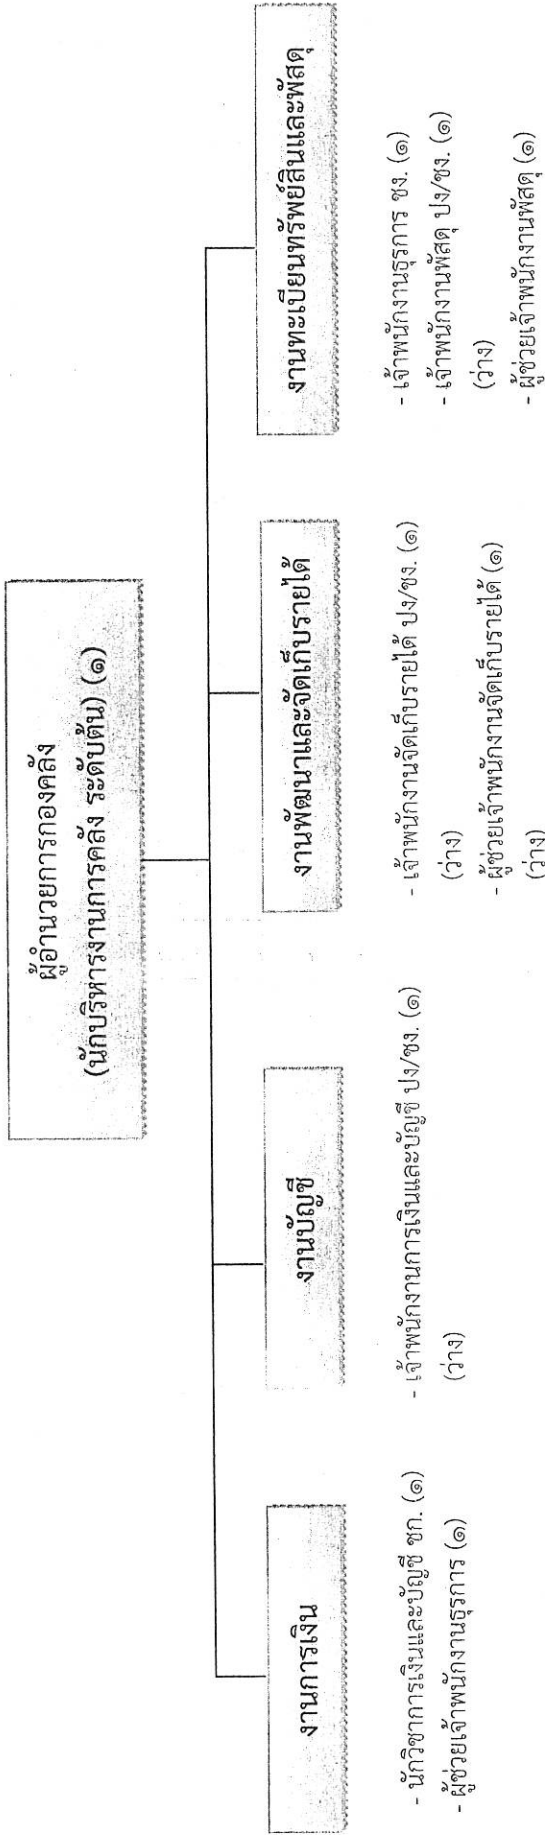 ผู้อำนวยการกองคลัง
(นักบริหารงานการคลัง ระดับต้น) (๑)
งานการเงิน
- นักวิชาการเงินและบัญชี ชก. (๑)
- ผู้ช่วยเจ้าพนักงานธุรการ (๑)
งานบัญชี
- เจ้าพนักงานการเงินและบัญชี ปง/ชง. (๑)
(ว่าง)
งานพัฒนาและจัดเก็บรายได้
- เจ้าพนักงานจัดเก็บรายได้ ปง/ชง. (๑)
(ว่าง)
- ผู้ช่วยเจ้าพนักงานจัดเก็บรายได้ (๑)
(ว่าง)
งานทะเบียนทรัพย์สินและพัสดุ
- เจ้าพนักงานธุรการ ชง. (๑)
- เจ้าพนักงานพัสดุ ปง/ชง. (๑)
(ว่าง)
- ผู้ช่วยเจ้าพนักงานพัสดุ (๑)